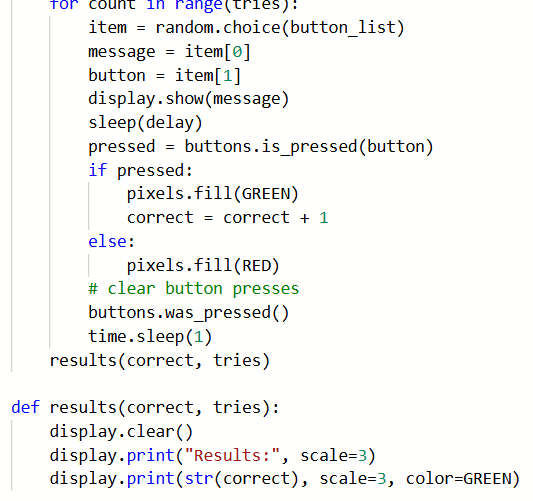 for count in range(tries):
item = random.choice(button_list)
message = item[0]
button = item[1]
display.show(message)
sleep(delay)
pressed = buttons.is_pressed(button)
if pressed:
pixels.fill(GREEN)
correct = correct + 1
else:
pixels.fill(RED)
# clear button presses
buttons.was_pressed()
time.sleep(1)
results(correct, tries)
def results(correct, tries):
display.clear()
display.print("Results:", scale=3)
display.print(str(correct), scale=3, color=GREEN)